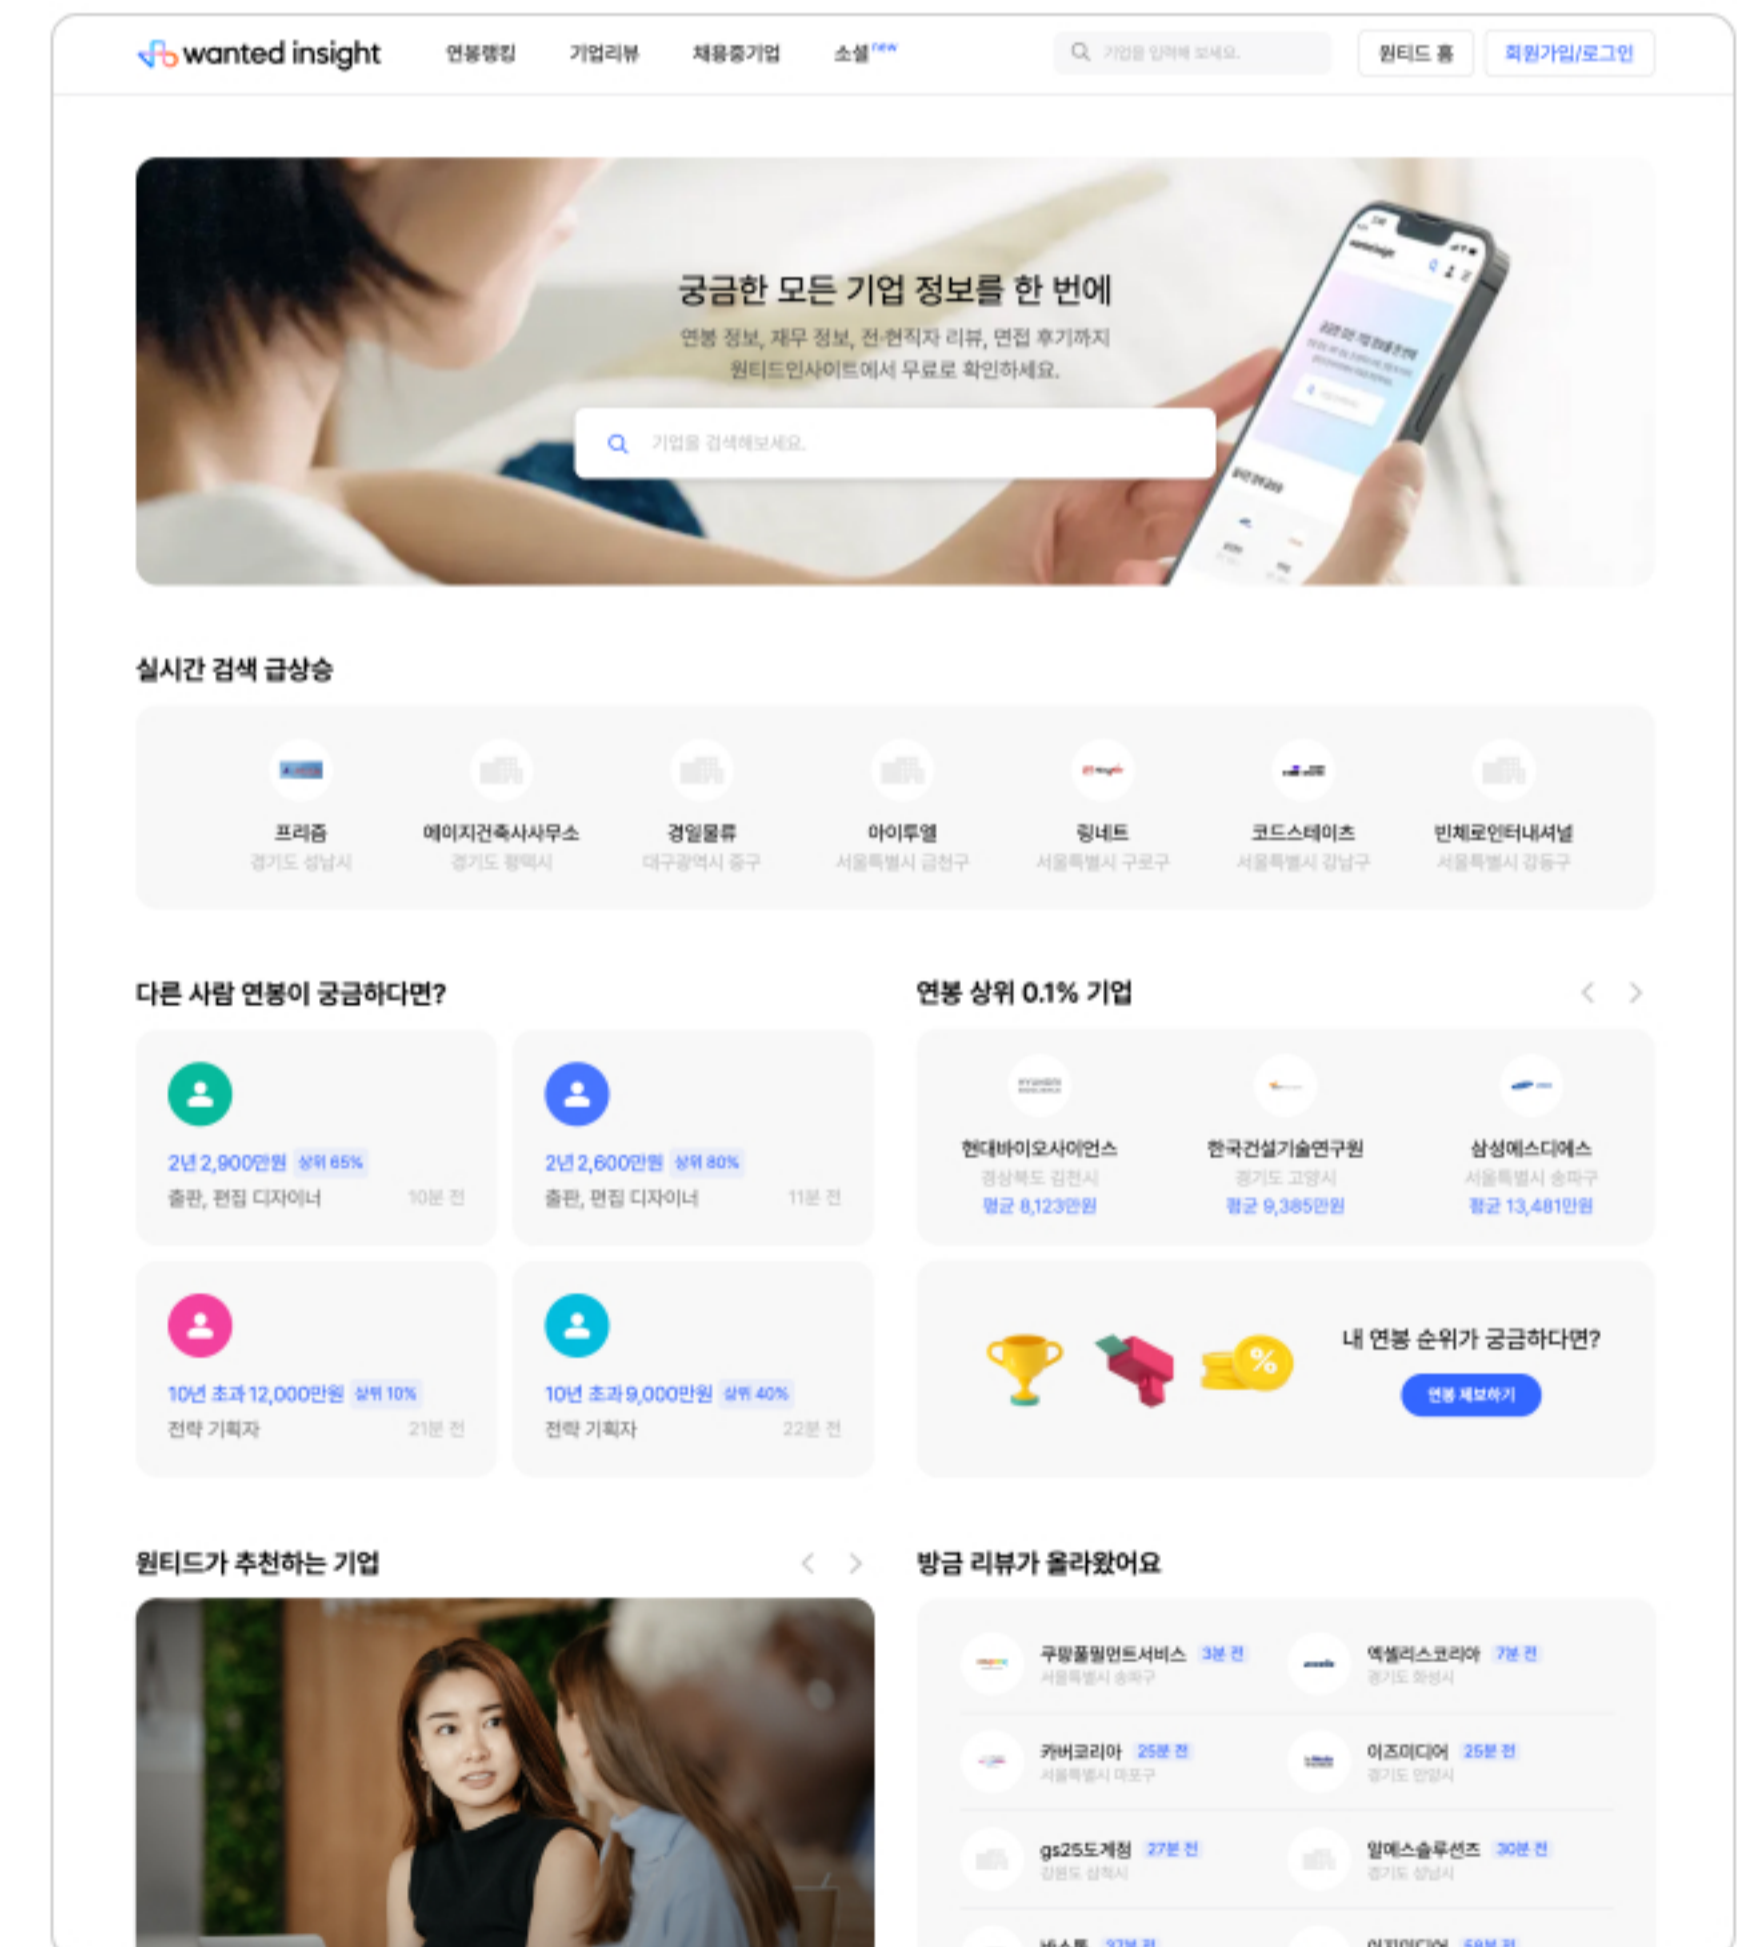 wanted insight
연봉랭킹
기업리뷰
채용중기업
소셜 new
기업을 입력해 보세요.
원티드 홈
회원가입/로그인
궁금한 모든 기업 정보를 한 번에
연봉 정보, 재무 정보, 전·현직자 리뷰, 면접 후기까지
원티드인사이트에서 무료로 확인하세요.
기업을 검색해보세요.
실시간 검색 급상승
프리즘
경기도 성남시
에이지건축사사무소
경기도 평택시
경일물류
대구광역시 중구
아이투엘
서울특별시 금천구
링네트
서울특별시 구로구
코드스테이츠
서울특별시 강남구
빈체로인터내셔널
서울특별시 강동구
다른 사람 연봉이 궁금하다면?
2년 2,900만원 상위 65%
출판, 편집 디자이너 10분 전
2년 2,600만원 상위 80%
출판, 편집 디자이너 11분 전
10년 초과 12,000만원 상위 10%
전략 기획자 21분 전
10년 초과 9,000만원 상위 40%
전략 기획자 22분 전
연봉 상위 0.1% 기업
현대바이오사이언스
경상북도 김천시
평균 8,123만원
한국건설기술연구원
경기도 고양시
평균 9,385만원
삼성에스디에스
서울특별시 송파구
평균 13,481만원
내 연봉 순위가 궁금하다면?
연봉 제보하기
원티드가 추천하는 기업
방금 리뷰가 올라왔어요
쿠팡풀필먼트서비스 3분 전
서울특별시 송파구
엑셀리스코리아 7분 전
경기도 화성시
카버코리아 25분 전
서울특별시 마포구
이즈미디어 25분 전
경기도 안양시
gs25도계점 27분 전
강원도 삼척시
알에스솔루션즈 30분 전
경기도 성남시